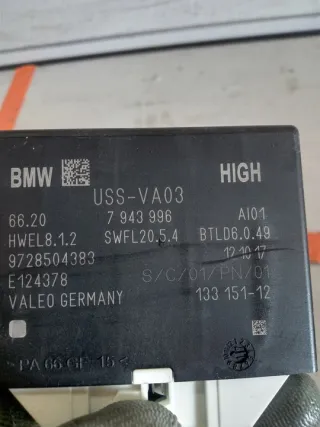 BMW HIGH
USS-VA03
66.20 7 943 996 AI01
HWEL8.1.2 SWFL20.5.4 BTLD6.0.49
9728504383 12.10.17
E124378 S/C/01/PN/01
VALEO GERMANY 133 151-12
>PA 66 GF 15<